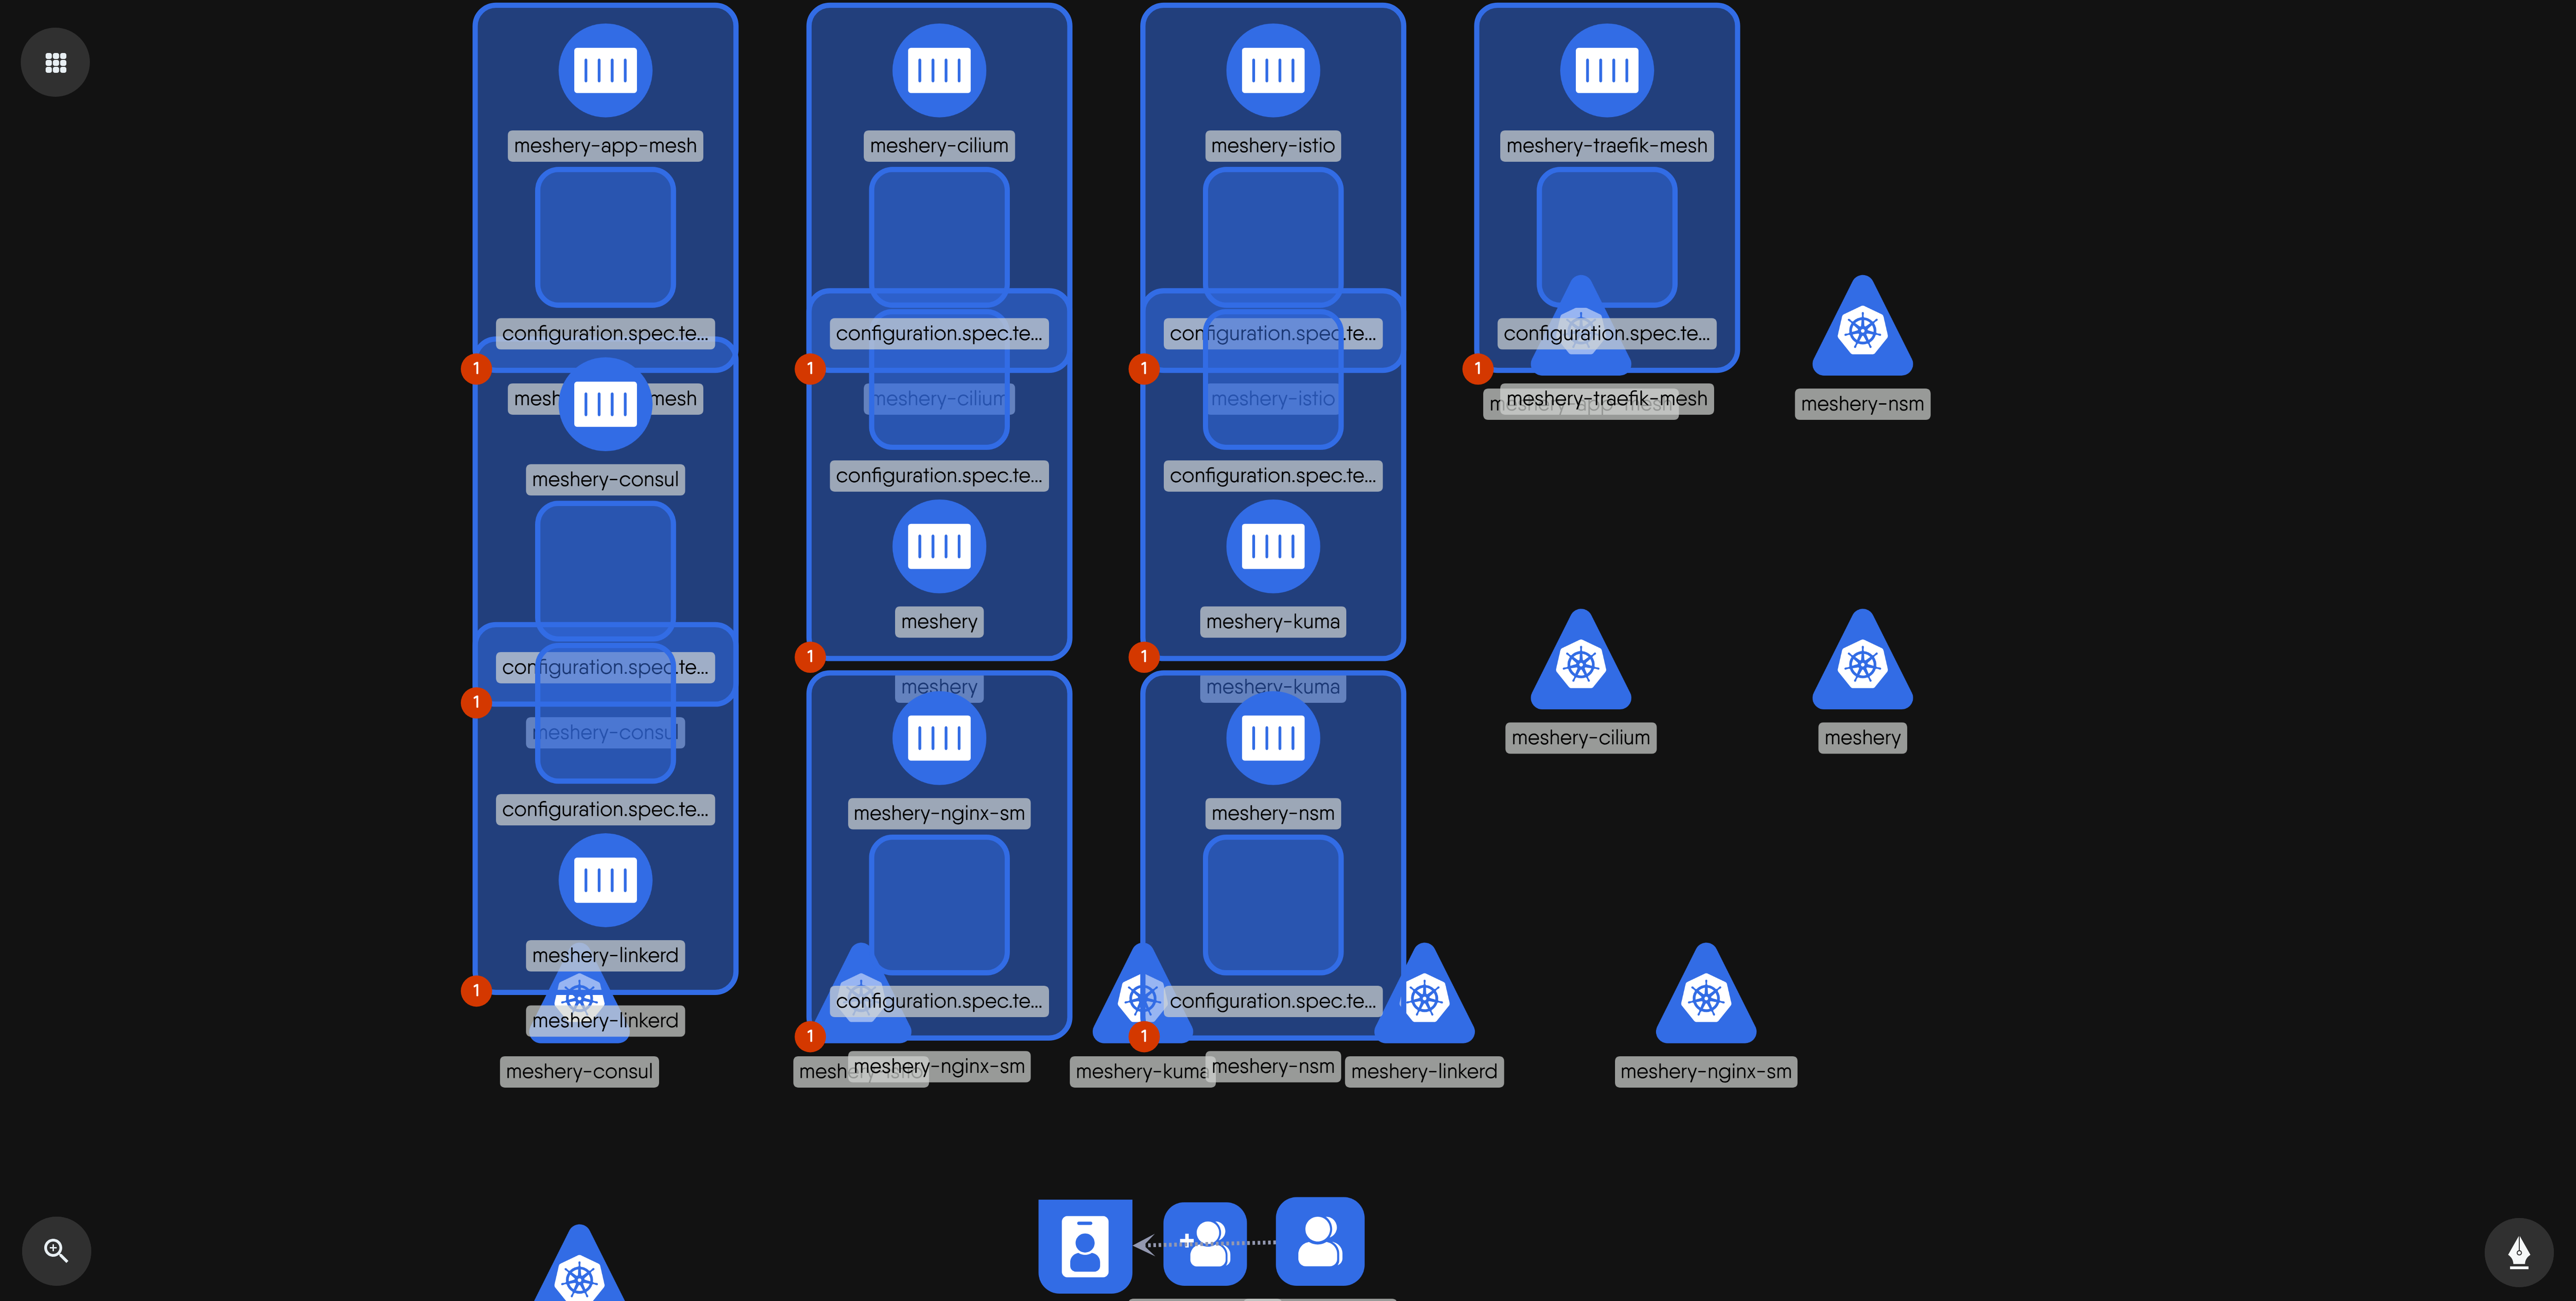 meshery-app-mesh
meshery-cilium
meshery-istio
meshery-traefik-mesh
configuration.spec.te...
configuration.spec.te...
configuration.spec.te...
configuration.spec.te...
1
1
1
1
mesh mesh
meshery-cilium
meshery-istio
meshery-app-mesh
meshery-traefik-mesh
meshery-nsm
meshery-consul
configuration.spec.te...
configuration.spec.te...
meshery
meshery-kuma
1
1
configuration.spec.te...
meshery
meshery-kuma
1
meshery-consul
meshery-cilium
meshery
configuration.spec.te...
meshery-nginx-sm
meshery-nsm
meshery-linkerd
1
configuration.spec.te...
configuration.spec.te...
meshery-linkerd
1
1
meshery-consul
meshery-istio
meshery-nginx-sm
meshery-kuma
meshery-nsm
meshery-linkerd
meshery-nginx-sm